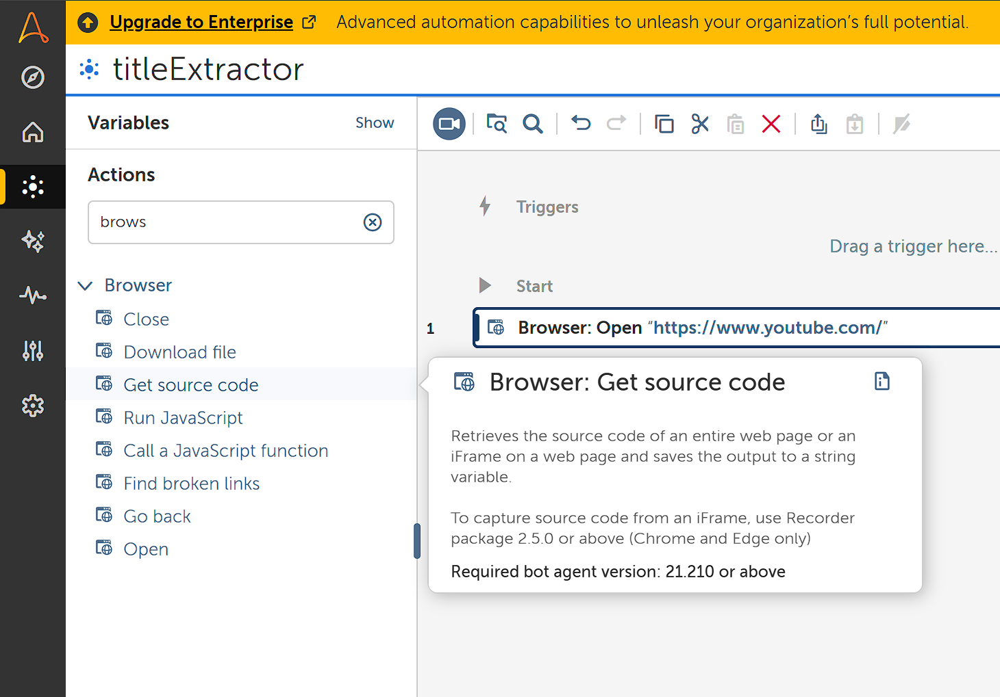 Upgrade to Enterprise
Advanced automation capabilities to unleash your organization's full potential.
titleExtractor
Variables
Show
Actions
brows
Browser
Close
Download file
Get source code
Run JavaScript
Call a JavaScript function
Find broken links
Go back
Open
Triggers
Drag a trigger here...
Start
1
Browser: Open “https://www.youtube.com/”
Browser: Get source code
Retrieves the source code of an entire web page or an
iFrame on a web page and saves the output to a string
variable.
To capture source code from an iFrame, use Recorder
package 2.5.0 or above (Chrome and Edge only)
Required bot agent version: 21.210 or above